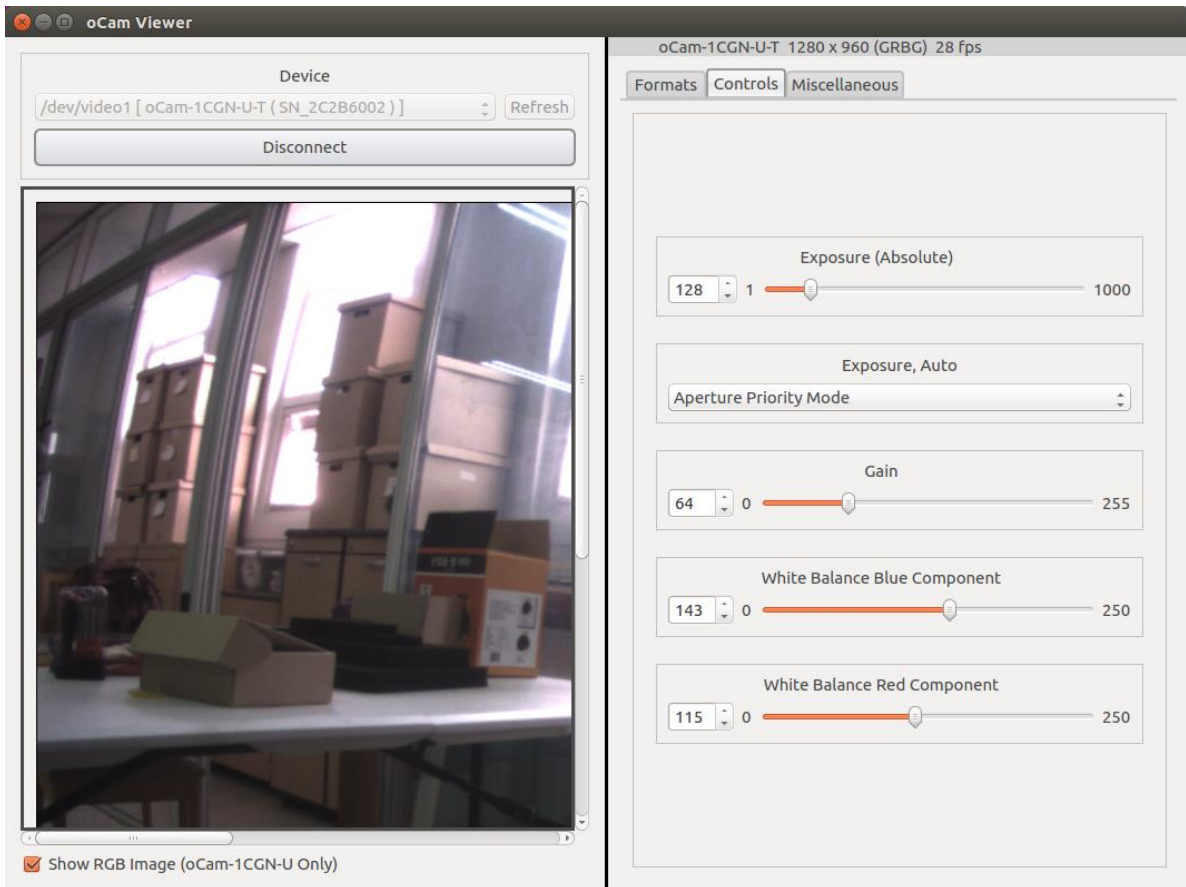 oCam Viewer
Device
/dev/video1 [ oCam-1CGN-U-T ( SN_2C2B6002 ) ]
Refresh
Disconnect
Show RGB Image (oCam-1CGN-U Only)
oCam-1CGN-U-T 1280 x 960 (GRBG) 28 fps
Formats Controls Miscellaneous
Exposure (Absolute)
128 1 1000
Exposure, Auto
Aperture Priority Mode
Gain
64 0 255
White Balance Blue Component
143 0 250
White Balance Red Component
115 0 250